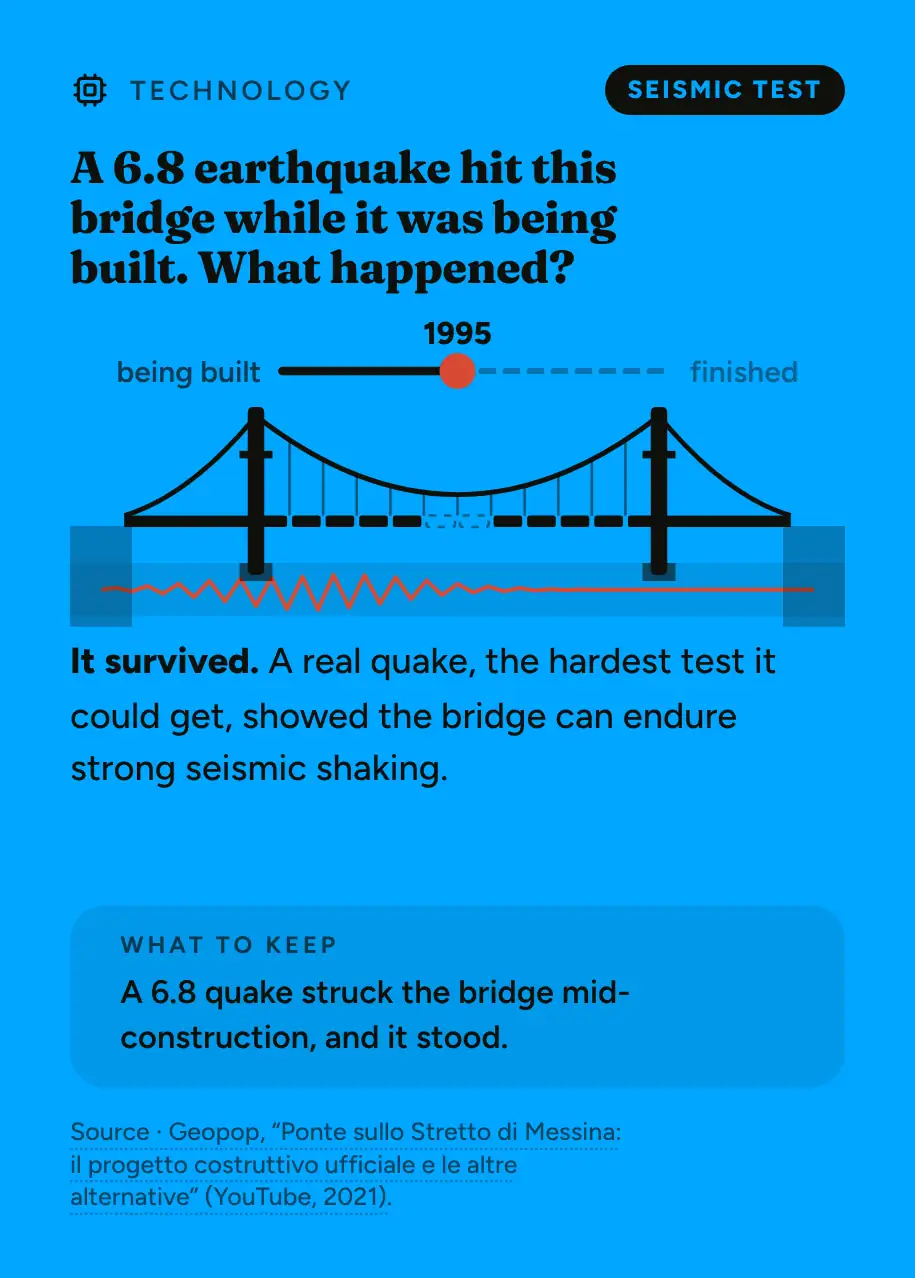 TECHNOLOGY
SEISMIC TEST
A 6.8 earthquake hit this
bridge while it was being
built. What happened?
1995
being built
finished
It survived. A real quake, the hardest test it
could get, showed the bridge can endure
strong seismic shaking.
WHAT TO KEEP
A 6.8 quake struck the bridge mid-
construction, and it stood.
Source · Geopop, “Ponte sullo Stretto di Messina:
il progetto costruttivo ufficiale e le altre
alternative” (YouTube, 2021).